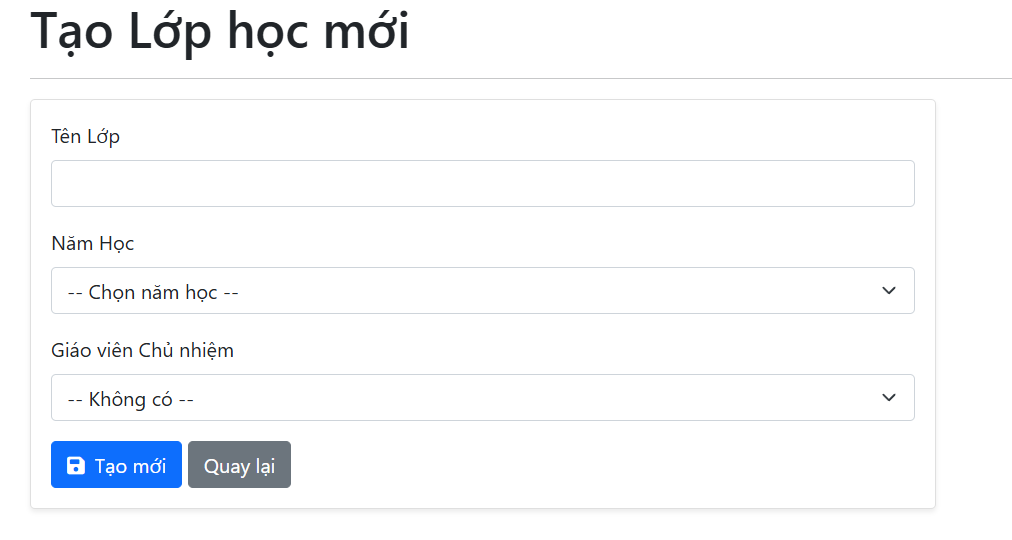 Tạo Lớp học mới
Tên Lớp
Năm Học
-- Chọn năm học --
Giáo viên Chủ nhiệm
-- Không có --
Tạo mới Quay lại